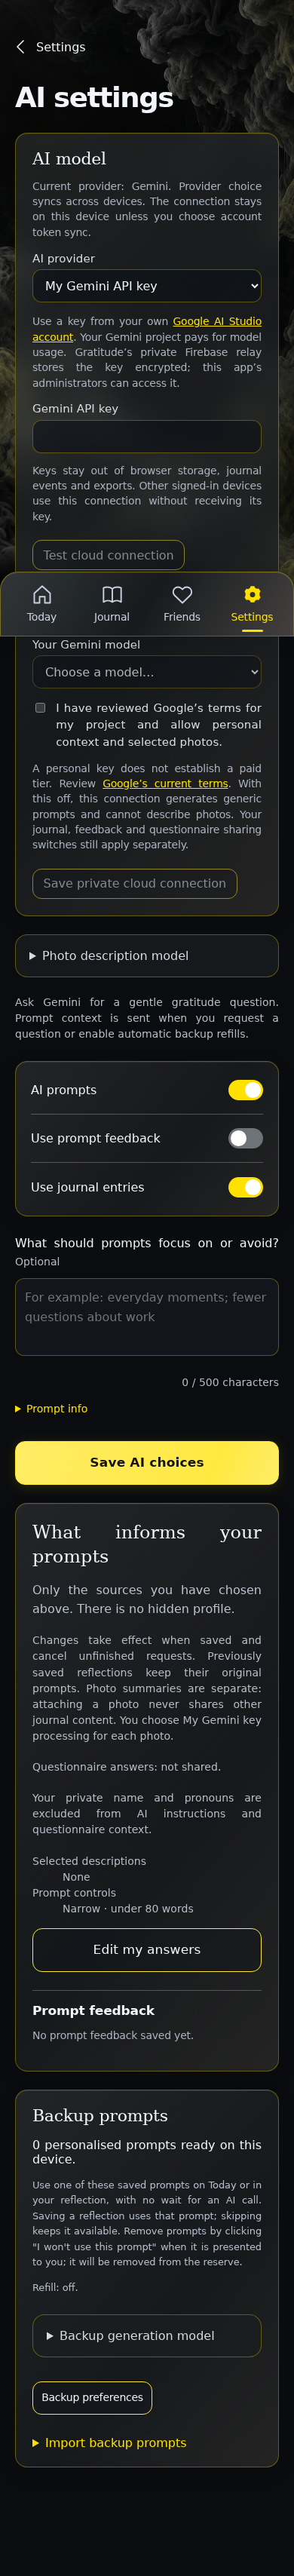 Settings
AI settings
AI model
Current provider: Gemini. Provider choice
syncs across devices. The connection stays
on this device unless you choose account
token sync.
AI provider
My Gemini API key
Use a key from your own Google AI Studio
account. Your Gemini project pays for model
usage. Gratitude's private Firebase relay
stores the key encrypted; this app's
administrators can access it.
Gemini API key
Keys stay out of browser storage, journal
events and exports. Other signed-in devices
use this connection without receiving its
key.
Test cloud connection
Today
Journal
Friends
Settings
Your Gemini model
Choose a model…
I have reviewed Google's terms for
my project and allow personal
context and selected photos.
A personal key does not establish a paid
tier. Review Google's current terms. With
this off, this connection generates generic
prompts and cannot describe photos. Your
journal, feedback and questionnaire sharing
switches still apply separately.
Save private cloud connection
Photo description model
Ask Gemini for a gentle gratitude question.
Prompt context is sent when you request a
question or enable automatic backup refills.
AI prompts
Use prompt feedback
Use journal entries
What should prompts focus on or avoid?
Optional
For example: everyday moments; fewer
questions about work
0 / 500 characters
Prompt info
Save AI choices
What informs your
prompts
Only the sources you have chosen
above. There is no hidden profile.
Changes take effect when saved and
cancel unfinished requests. Previously
saved reflections keep their original
prompts. Photo summaries are separate:
attaching a photo never shares other
journal content. You choose My Gemini key
processing for each photo.
Questionnaire answers: not shared.
Your private name and pronouns are
excluded from AI instructions and
questionnaire context.
Selected descriptions
None
Prompt controls
Narrow · under 80 words
Edit my answers
Prompt feedback
No prompt feedback saved yet.
Backup prompts
0 personalised prompts ready on this
device.
Use one of these saved prompts on Today or in
your reflection, with no wait for an AI call.
Saving a reflection uses that prompt; skipping
keeps it available. Remove prompts by clicking
"I won't use this prompt" when it is presented
to you; it will be removed from the reserve.
Refill: off.
Backup generation model
Backup preferences
Import backup prompts